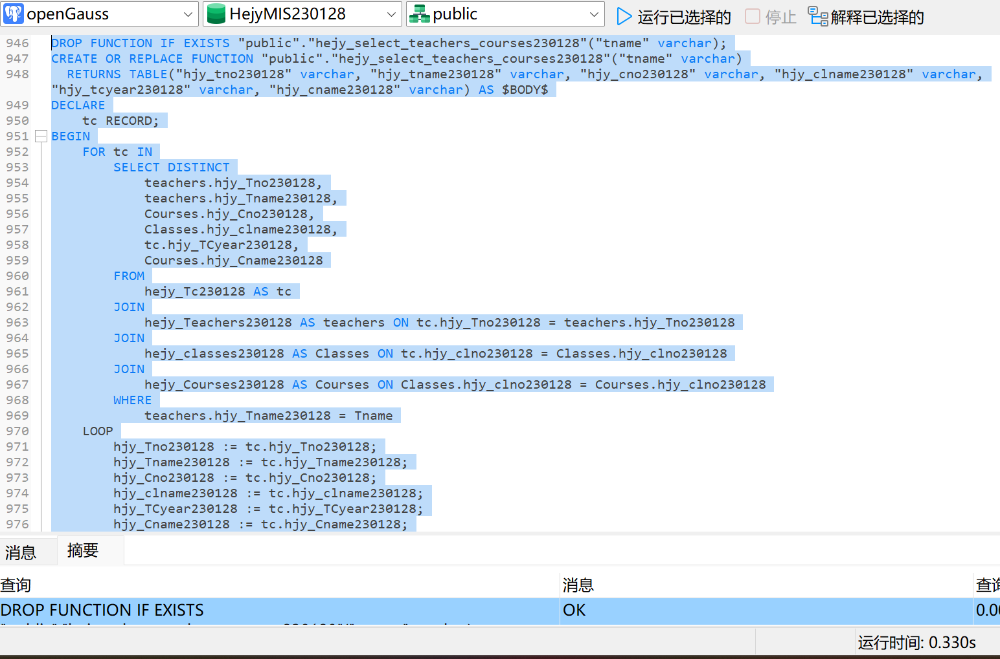 openGauss HejyMIS230128 public 运行已选择的 停止 解释已选择的
946 DROP FUNCTION IF EXISTS "public"."hejy_select_teachers_courses230128"("tname" varchar);
947 CREATE OR REPLACE FUNCTION "public"."hejy_select_teachers_courses230128"("tname" varchar)
948 RETURNS TABLE("hjy_tno230128" varchar, "hjy_tname230128" varchar, "hjy_cno230128" varchar, "hjy_clname230128" varchar,
"hjy_tcyear230128" varchar, "hjy_cname230128" varchar) AS $BODY$
949 DECLARE
950 tc RECORD;
951 BEGIN
952 FOR tc IN
953 SELECT DISTINCT
954 teachers.hjy_Tno230128,
955 teachers.hjy_Tname230128,
956 Courses.hjy_Cno230128,
957 Classes.hjy_clname230128,
958 tc.hjy_TCyear230128,
959 Courses.hjy_Cname230128
960 FROM
961 hejy_Tc230128 AS tc
962 JOIN
963 hejy_Teachers230128 AS teachers ON tc.hjy_Tno230128 = teachers.hjy_Tno230128
964 JOIN
965 hejy_classes230128 AS Classes ON tc.hjy_clno230128 = Classes.hjy_clno230128
966 JOIN
967 hejy_Courses230128 AS Courses ON Classes.hjy_clno230128 = Courses.hjy_clno230128
968 WHERE
969 teachers.hjy_Tname230128 = Tname
970 LOOP
971 hjy_Tno230128 := tc.hjy_Tno230128;
972 hjy_Tname230128 := tc.hjy_Tname230128;
973 hjy_Cno230128 := tc.hjy_Cno230128;
974 hjy_clname230128 := tc.hjy_clname230128;
975 hjy_TCyear230128 := tc.hjy_TCyear230128;
976 hjy_Cname230128 := tc.hjy_Cname230128;
消息 摘要
查询 消息 查询
DROP FUNCTION IF EXISTS OK 0.00
运行时间: 0.330s